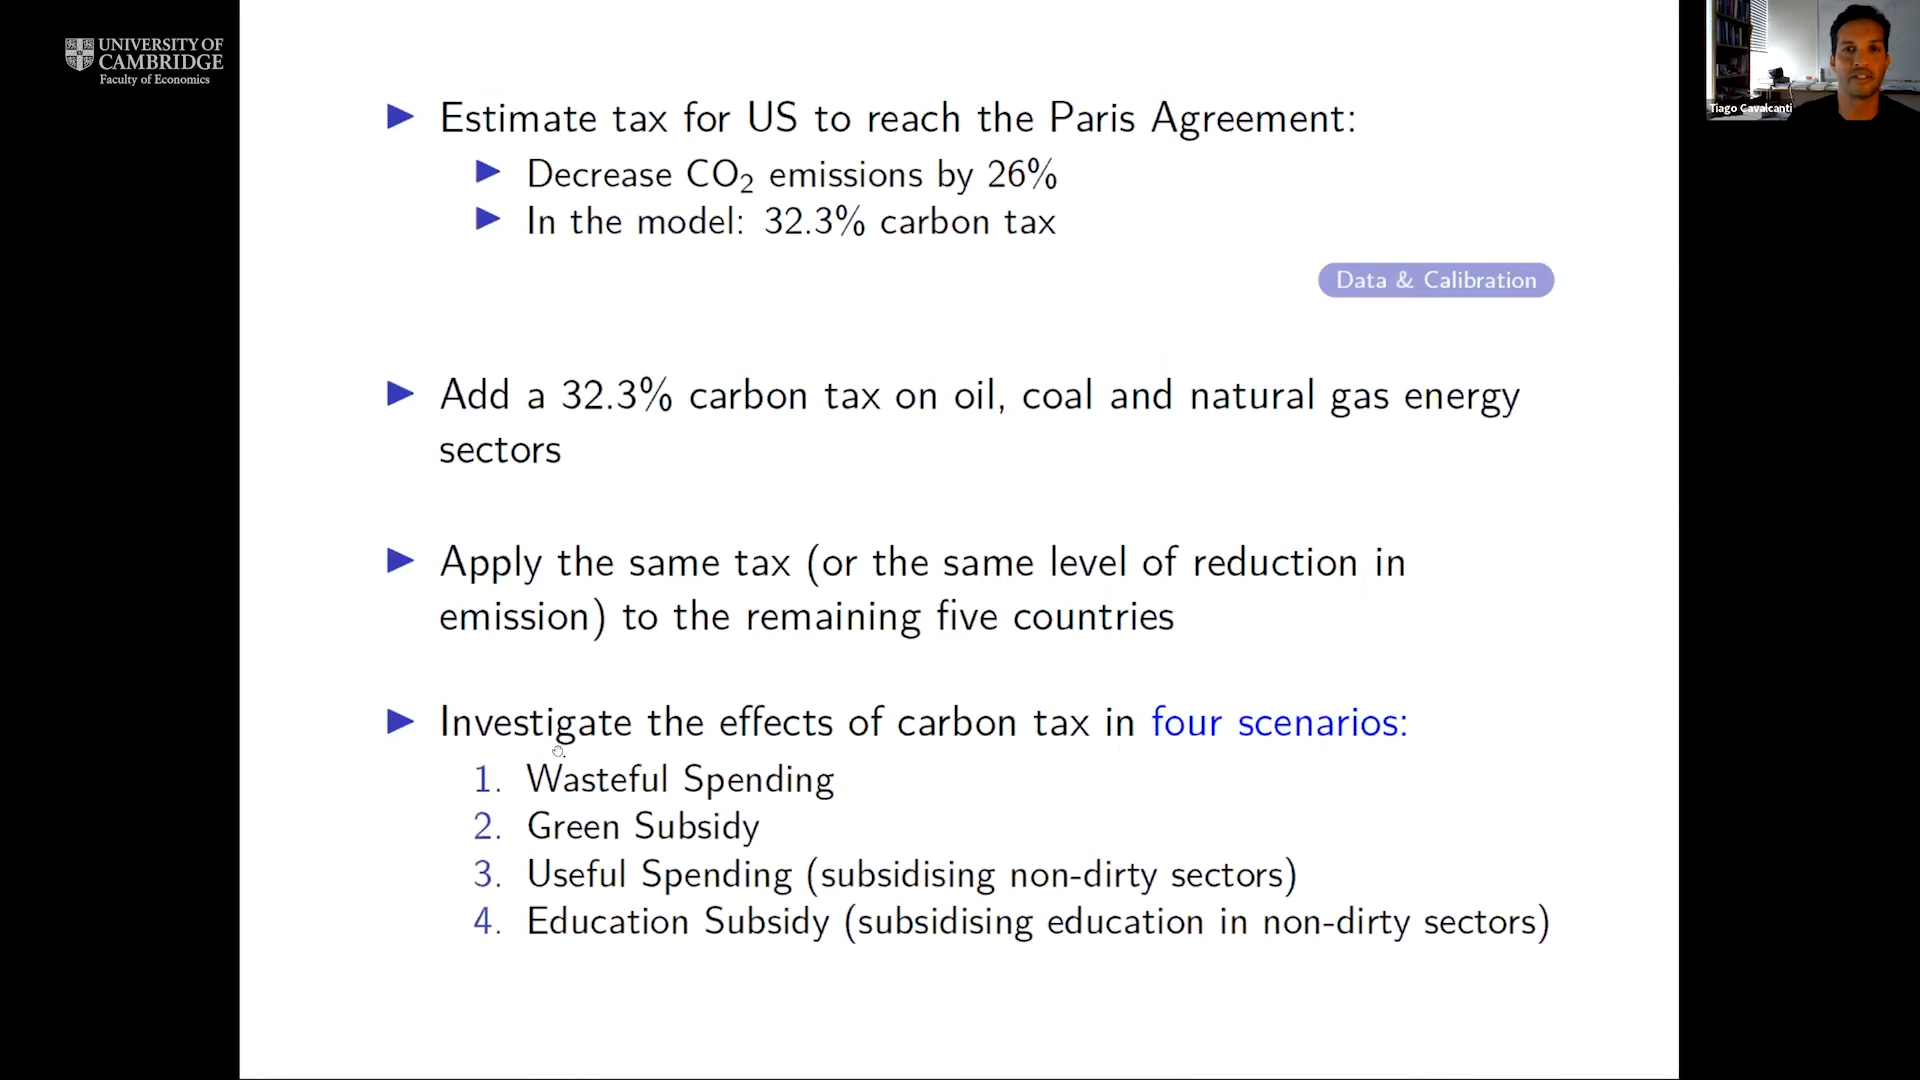 UNIVERSITY OF
CAMBRIDGE
Faculty of Economics
Tiago Cavalcanti
Estimate tax for US to reach the Paris Agreement:
Decrease CO₂ emissions by 26%
In the model: 32.3% carbon tax
Data & Calibration
Add a 32.3% carbon tax on oil, coal and natural gas energy
sectors
Apply the same tax (or the same level of reduction in
emission) to the remaining five countries
Investigate the effects of carbon tax in four scenarios:
1. Wasteful Spending
2. Green Subsidy
3. Useful Spending (subsidising non-dirty sectors)
4. Education Subsidy (subsidising education in non-dirty sectors)